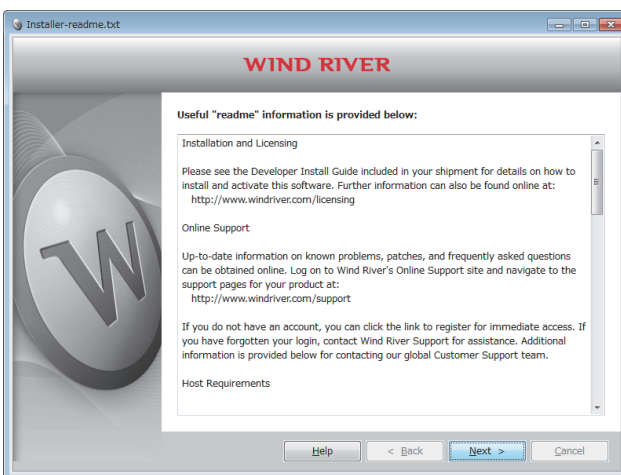 Installer-readme.txt
WIND RIVER
Useful "readme" information is provided below:
Installation and Licensing
Please see the Developer Install Guide included in your shipment for details on how to
install and activate this software. Further information can also be found online at:
http://www.windriver.com/licensing
Online Support
Up-to-date information on known problems, patches, and frequently asked questions
can be obtained online. Log on to Wind River's Online Support site and navigate to the
support pages for your product at:
http://www.windriver.com/support
If you do not have an account, you can click the link to register for immediate access. If
you have forgotten your login, contact Wind River Support for assistance. Additional
information is provided below for contacting our global Customer Support team.
Host Requirements
W
Help
< Back
Next >
Cancel